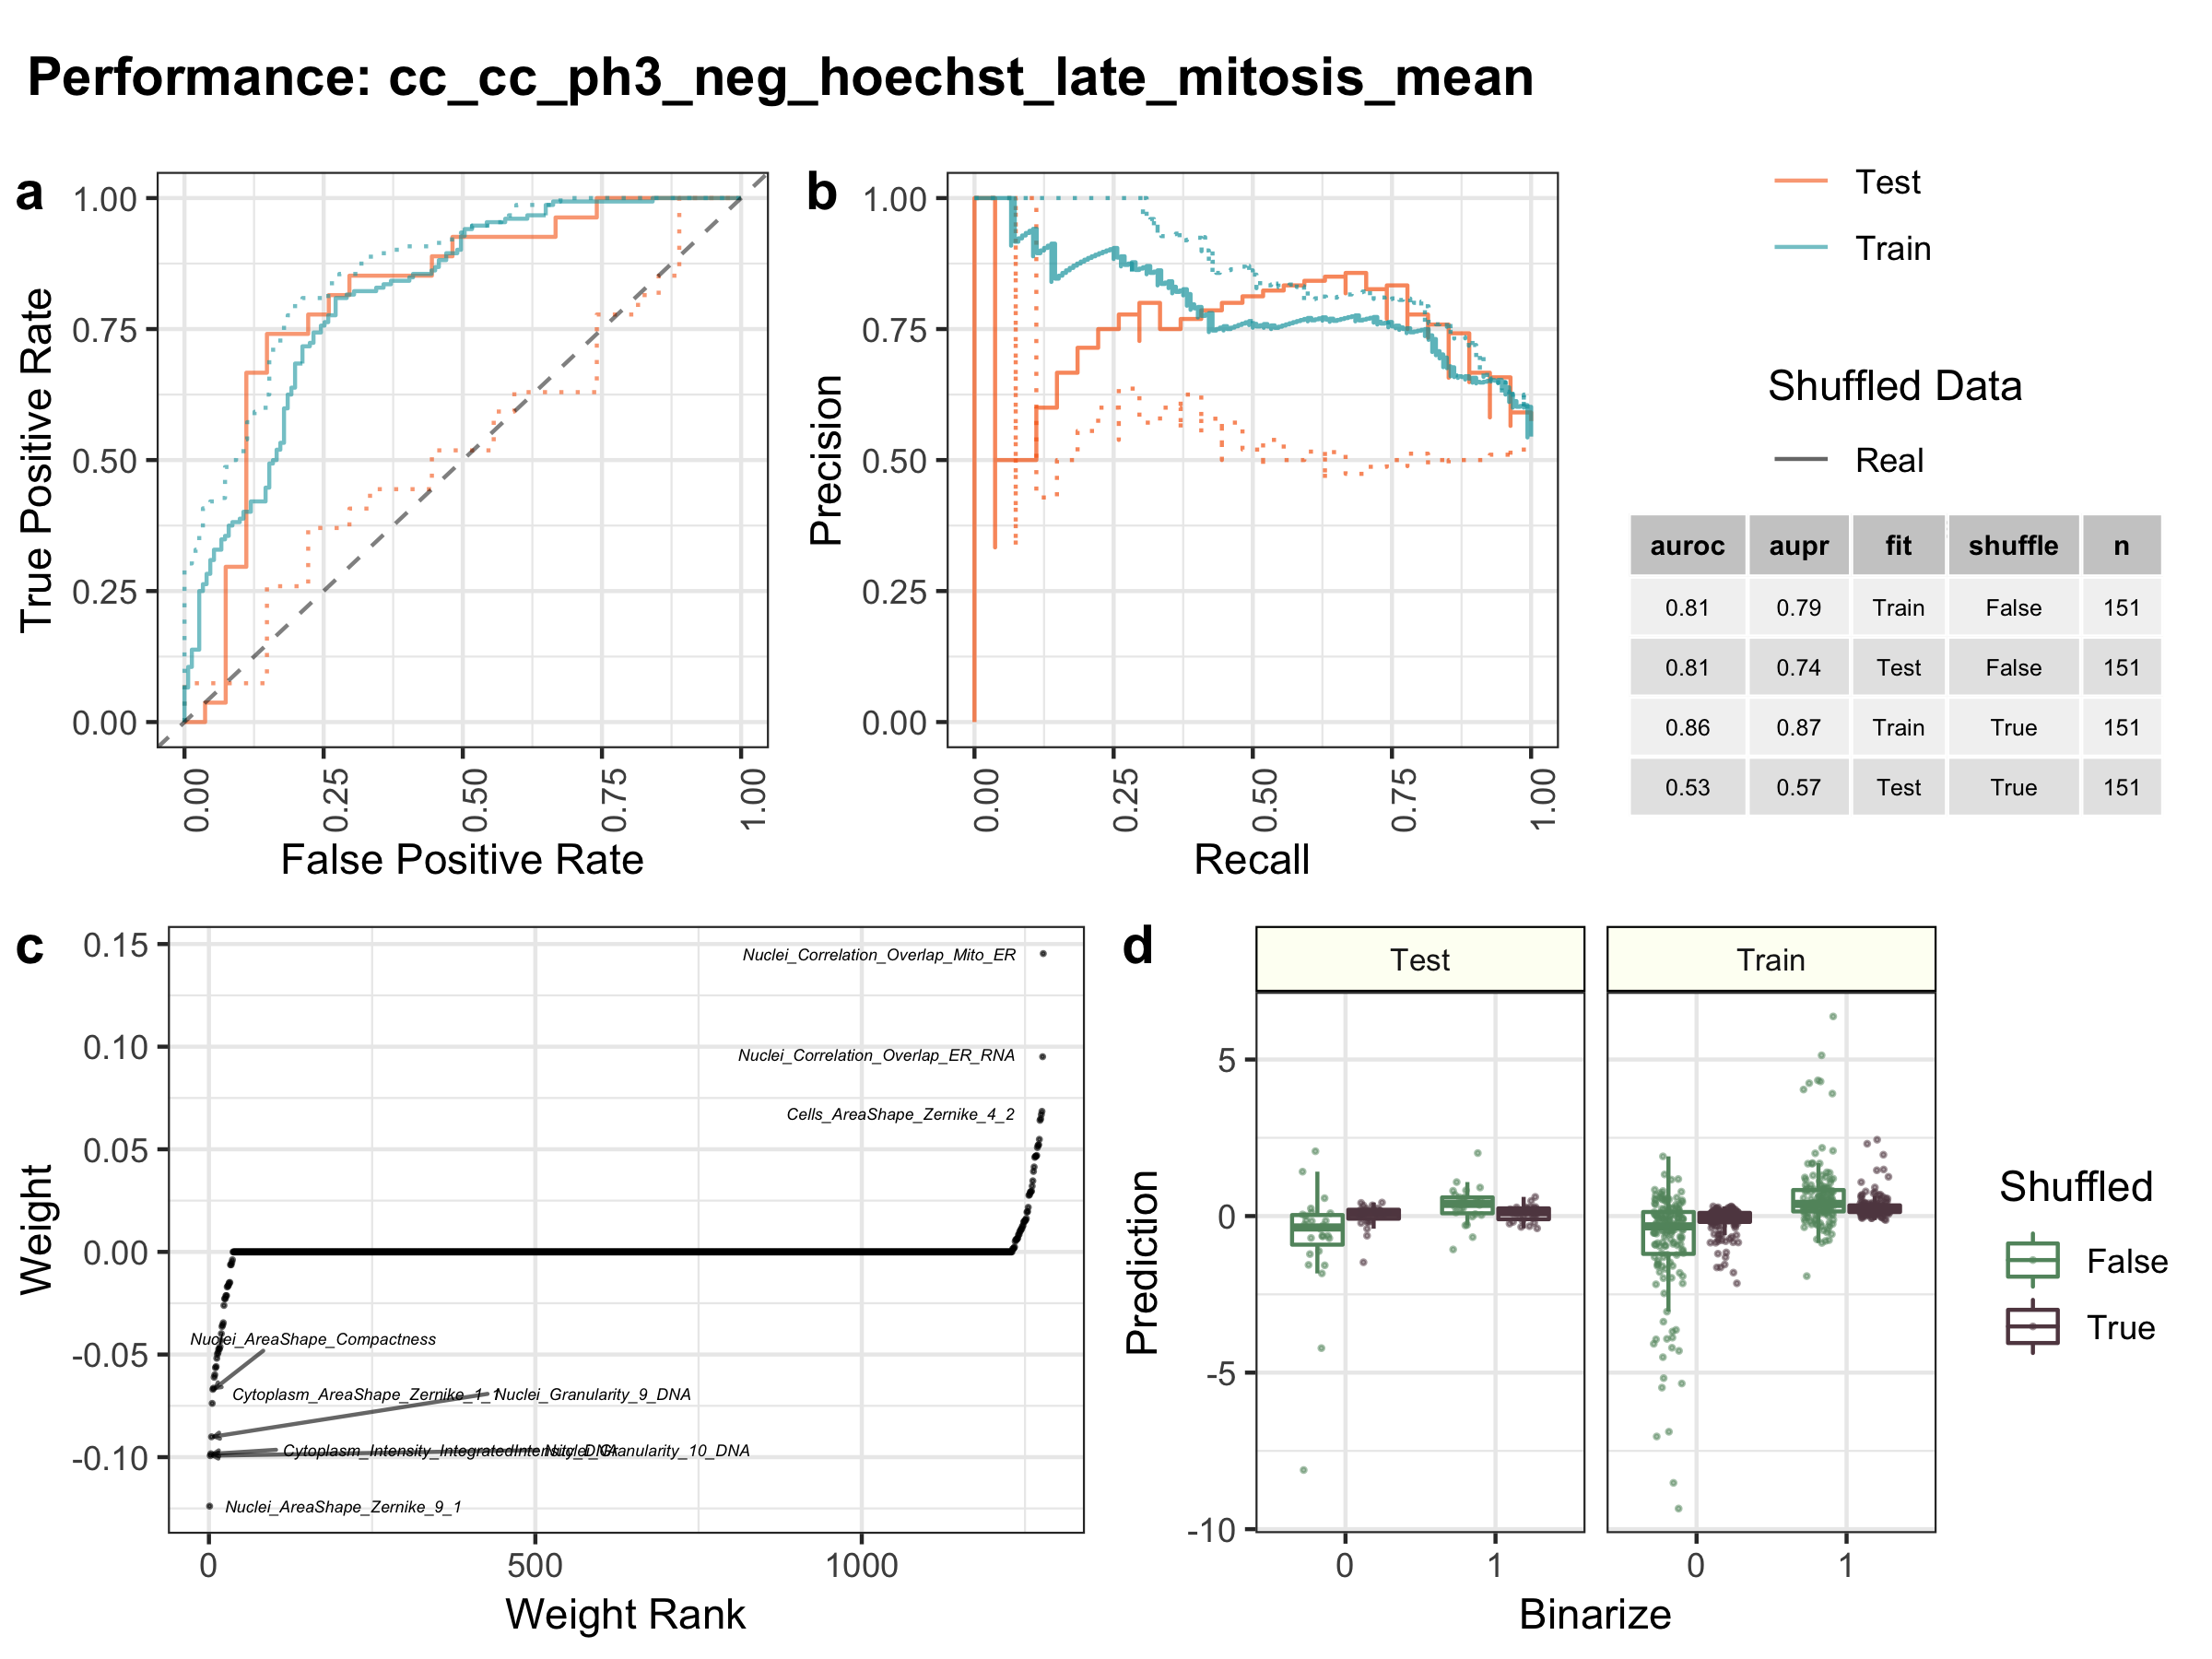 Performance: cc_cc_ph3_neg_hoechst_late_mitosis_mean
a
1.00
0.75
0.50
0.25
0.00
True Positive Rate
0.00
0.25
0.50
0.75
1.00
False Positive Rate
b
1.00
0.75
0.50
0.25
0.00
Precision
0.00
0.25
0.50
0.75
1.00
Recall
Test
Train
Shuffled Data
Real
auroc aupr fit shuffle n
0.81 0.79 Train False 151
0.81 0.74 Test False 151
0.86 0.87 Train True 151
0.53 0.57 Test True 151
c
0.15
0.10
0.05
0.00
-0.05
-0.10
Weight
Nuclei_Correlation_Overlap_Mito_ER
Nuclei_Correlation_Overlap_ER_RNA
Cells_AreaShape_Zernike_4_2
Nuclei_AreaShape_Compactness
Cytoplasm_AreaShape_Zernike_1_1
Nuclei_Granularity_9_DNA
Cytoplasm_Intensity_IntegratedIntensity_DNA
Nuclei_Granularity_10_DNA
Nuclei_AreaShape_Zernike_9_1
0
500
1000
Weight Rank
d
Test
Train
5
0
-5
-10
Prediction
0
1
0
1
Binarize
Shuffled
False
True